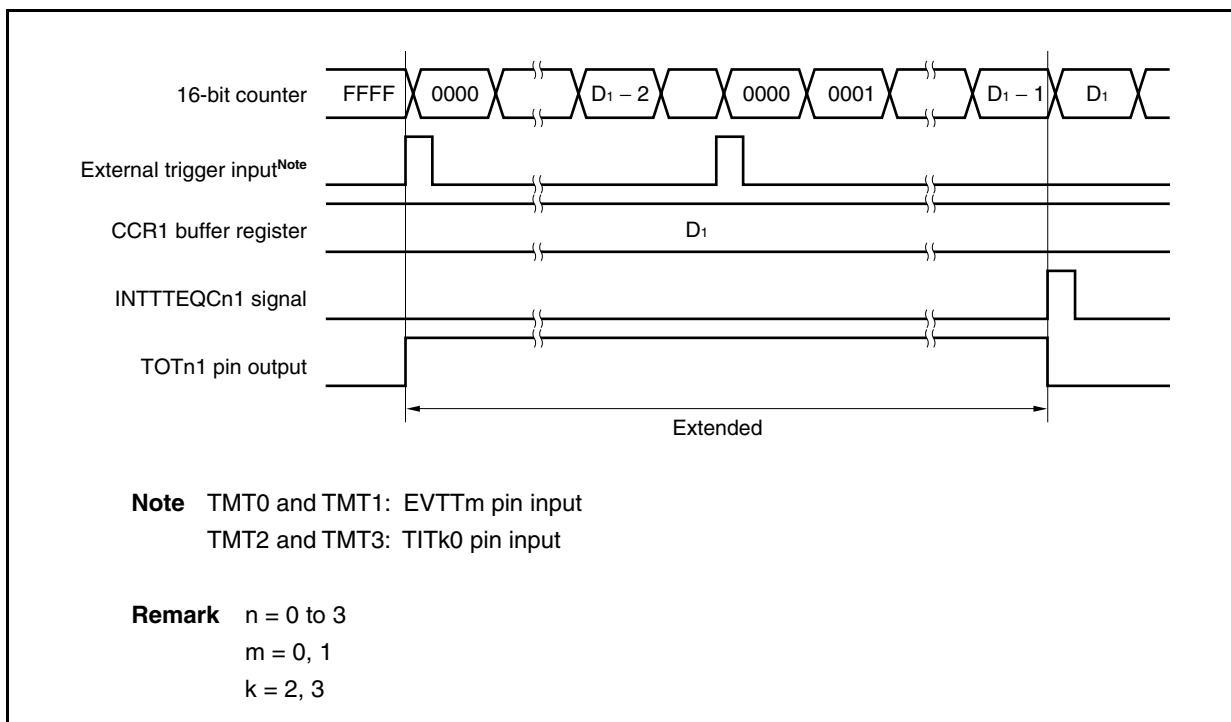 16-bit counter FFFF 0000 D₁ – 2 0000 0001 D₁ – 1 D₁
External trigger inputNote
CCR1 buffer register D₁
INTTTEQCn1 signal
TOTn1 pin output
Extended
Note TMT0 and TMT1: EVTTm pin input
TMT2 and TMT3: TITk0 pin input
Remark n = 0 to 3
m = 0, 1
k = 2, 3